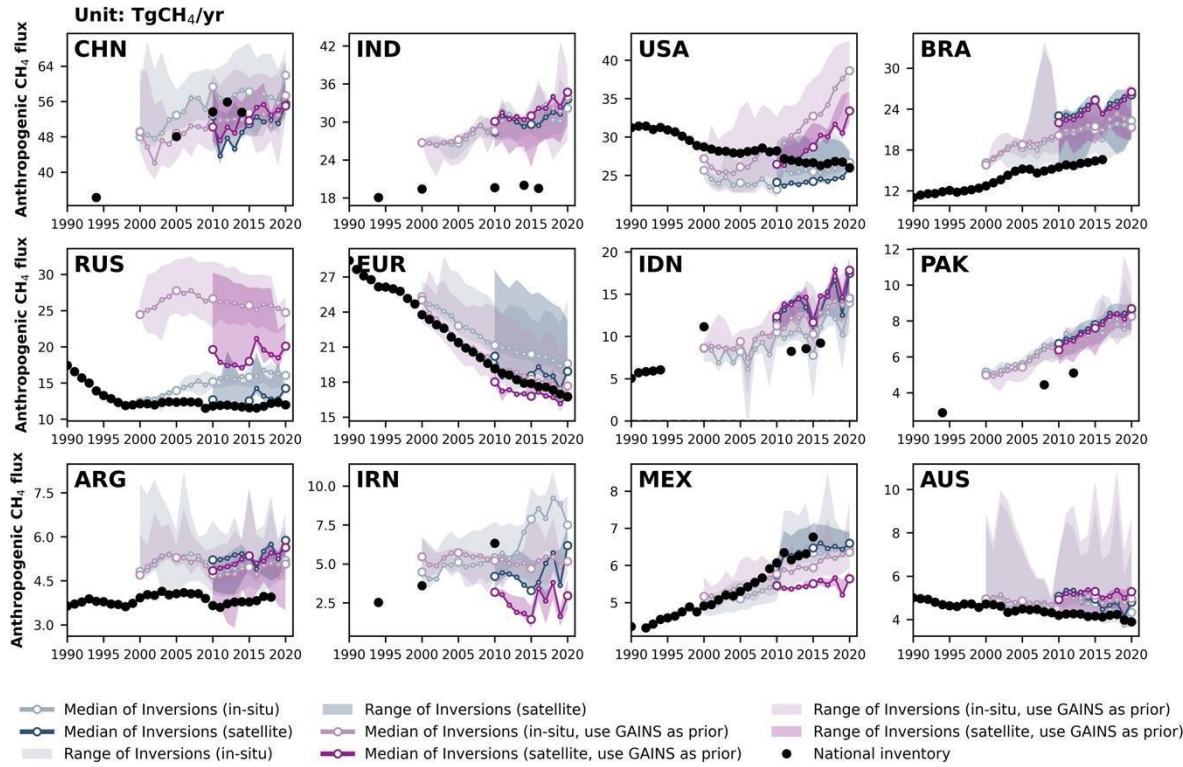 Unit: TgCH₄/yr
Anthropogenic CH₄ flux
CHN
64
56
48
40
1990 1995 2000 2005 2010 2015 2020
IND
42
36
30
24
18
1990 1995 2000 2005 2010 2015 2020
USA
40
35
30
25
1990 1995 2000 2005 2010 2015 2020
BRA
32
28
24
20
16
12
1990 1995 2000 2005 2010 2015 2020
Anthropogenic CH₄ flux
RUS
30
25
20
15
10
1990 1995 2000 2005 2010 2015 2020
EUR
27
24
21
18
15
1990 1995 2000 2005 2010 2015 2020
IDN
20
15
10
5
0
1990 1995 2000 2005 2010 2015 2020
PAK
12
10
8
6
4
1990 1995 2000 2005 2010 2015 2020
Anthropogenic CH₄ flux
ARG
7.5
6.0
4.5
3.0
1990 1995 2000 2005 2010 2015 2020
IRN
10.0
7.5
5.0
2.5
1990 1995 2000 2005 2010 2015 2020
MEX
8
7
6
5
1990 1995 2000 2005 2010 2015 2020
AUS
10
8
6
4
1990 1995 2000 2005 2010 2015 2020
Median of Inversions (in-situ)
Median of Inversions (satellite)
Range of Inversions (in-situ)
Range of Inversions (satellite)
Median of Inversions (in-situ, use GAINS as prior)
Median of Inversions (satellite, use GAINS as prior)
Range of Inversions (in-situ, use GAINS as prior)
Range of Inversions (satellite, use GAINS as prior)
National inventory